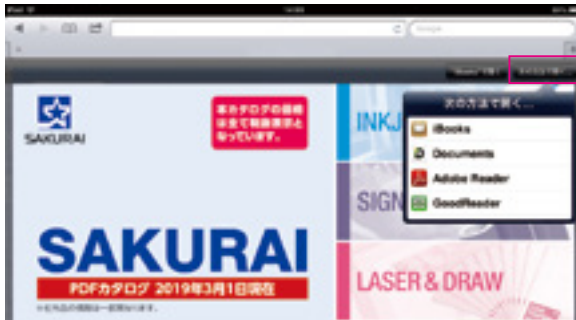 iPad
Google
次の方法で開く...
iBooks
Documents
Adobe Reader
GoodReader
SAKURAI
本カタログの価格
は全て税抜表示と
なっています。
INKJ
SIGN
LASER & DRAW
SAKURAI
PDFカタログ 2019年3月1日現在